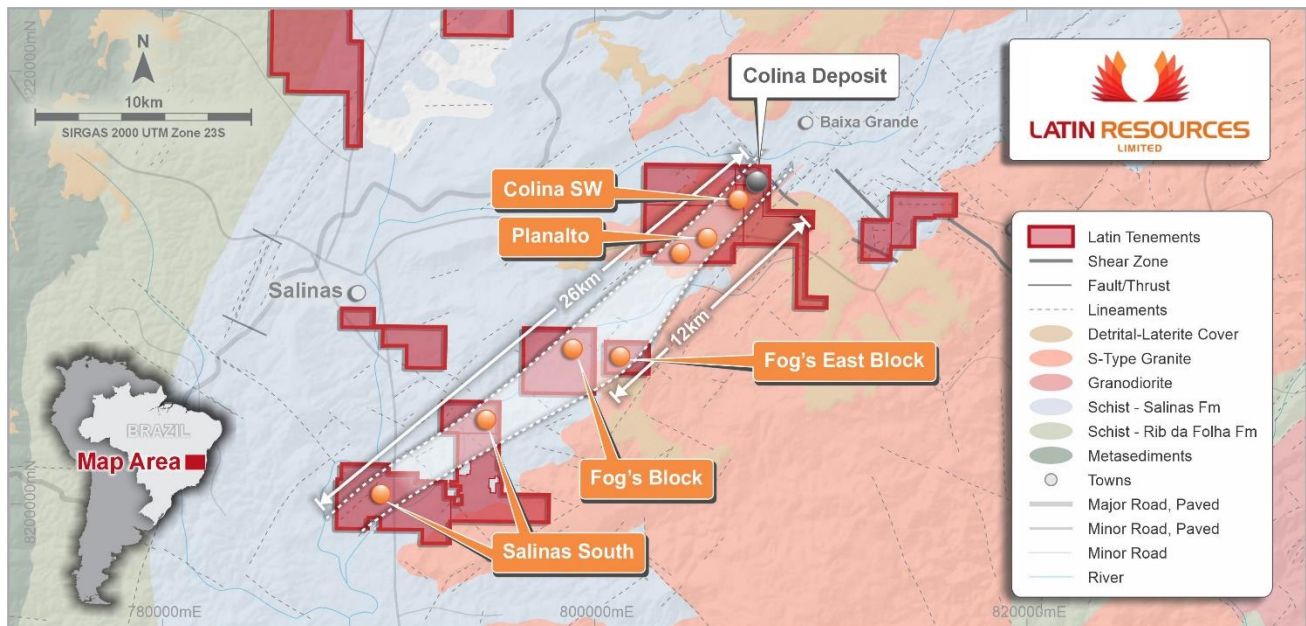 N
10km
SIRGAS 2000 UTM Zone 23S
8220000mN
8200000mN
780000mE
800000mE
820000mE
Colina Deposit
Baixa Grande
Colina SW
Planalto
Salinas
26km
12km
Fog's East Block
Fog's Block
Salinas South
BRAZIL
Map Area
LATIN RESOURCES
LIMITED
Latin Tenements
Shear Zone
Fault/Thrust
Lineaments
Detrital-Laterite Cover
S-Type Granite
Granodiorite
Schist - Salinas Fm
Schist - Rib da Folha Fm
Metasediments
Towns
Major Road, Paved
Minor Road, Paved
Minor Road
River